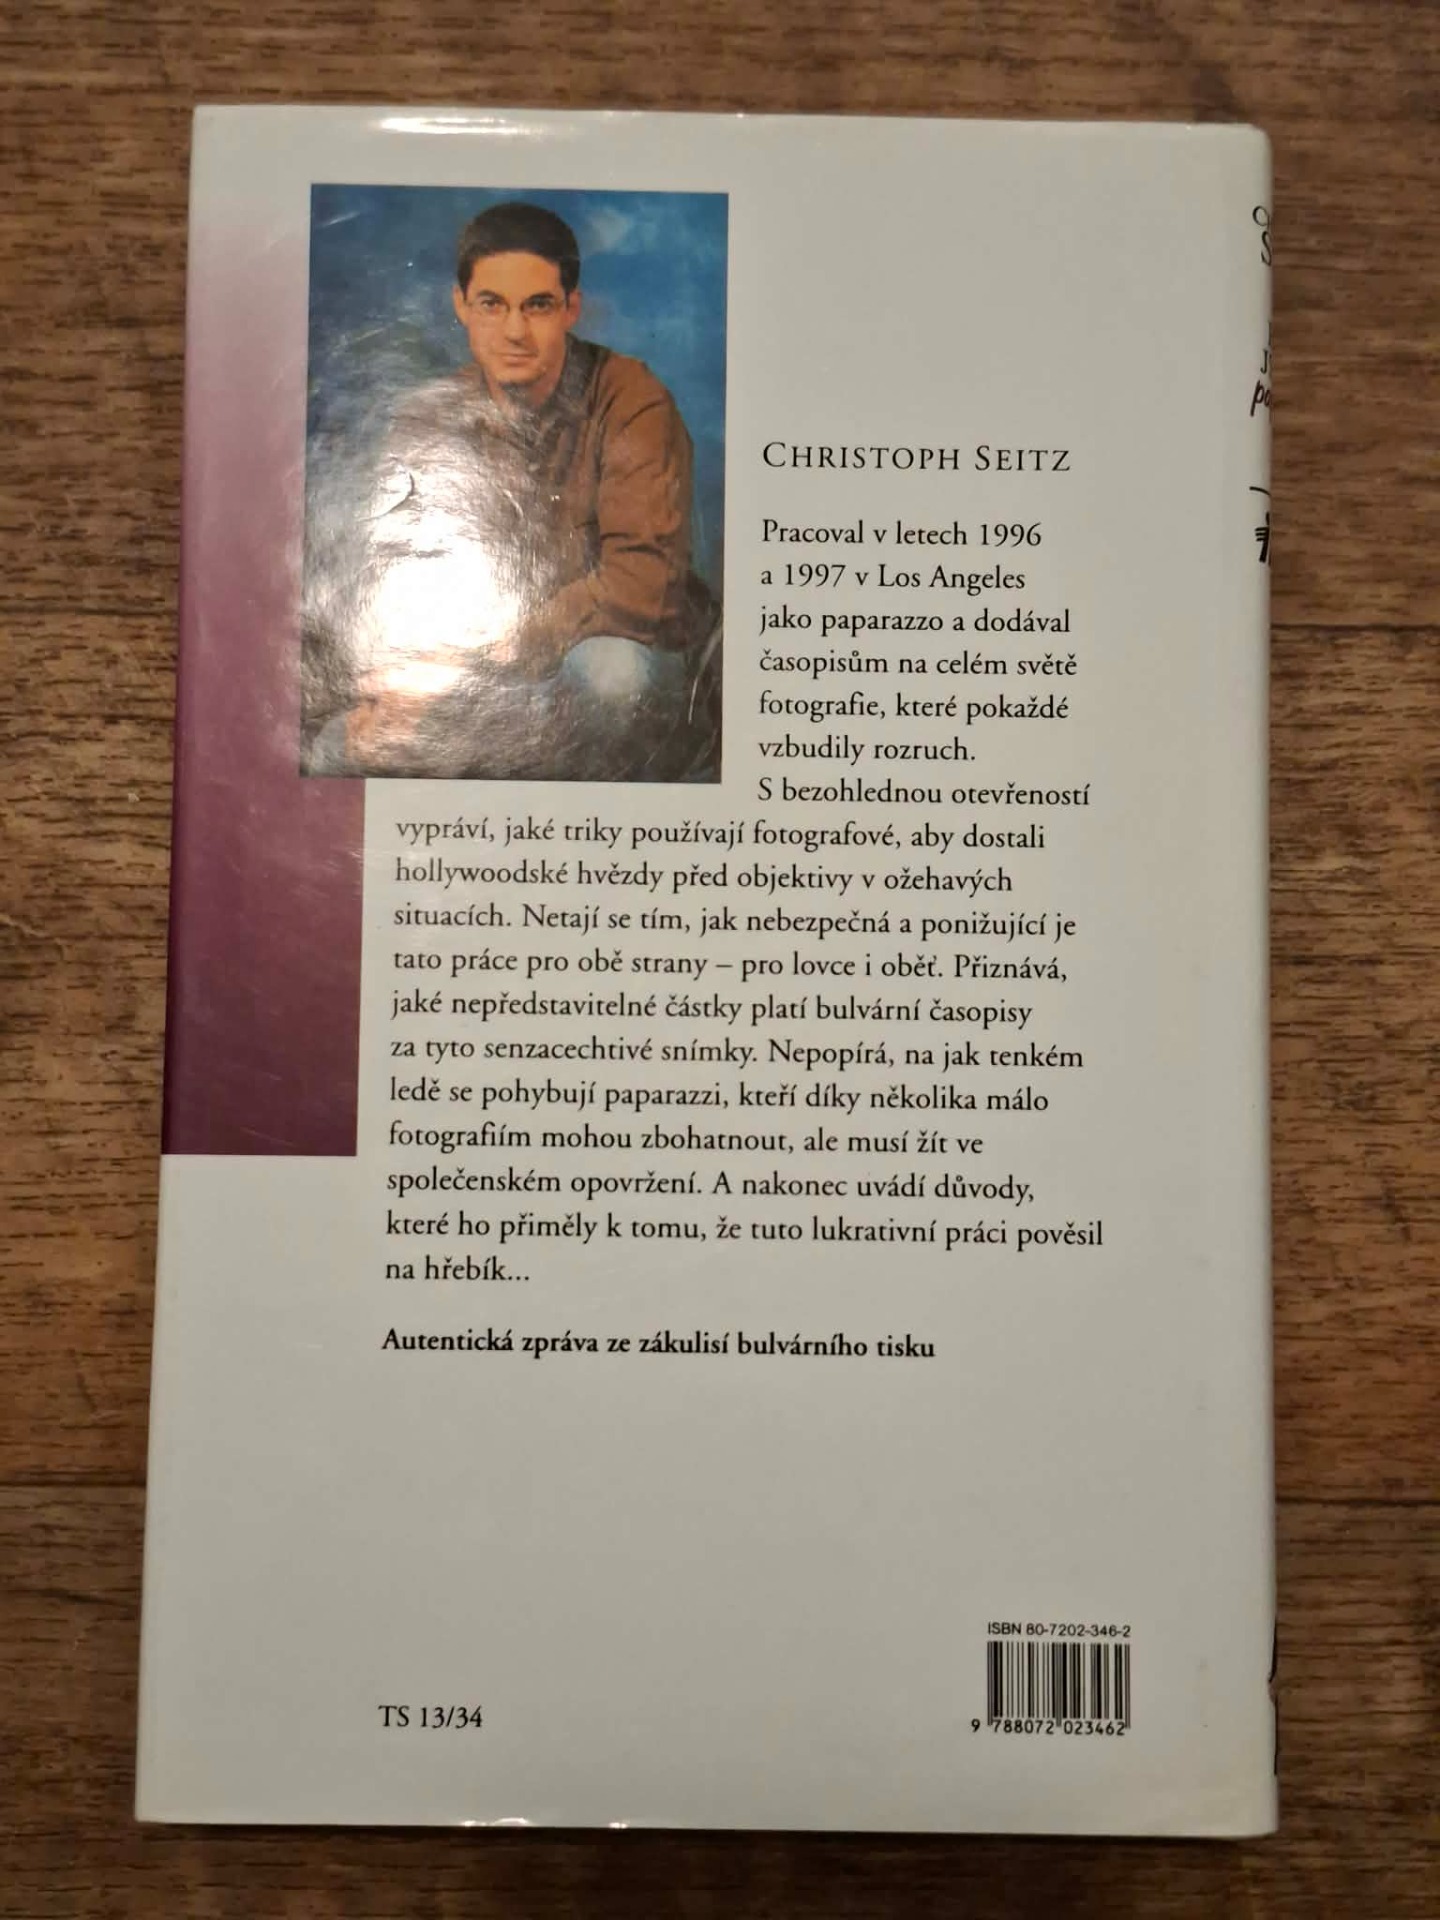 CHRISTOPH SEITZ
Pracoval v letech 1996
a 1997 v Los Angeles
jako paparazzo a dodával
časopisům na celém světě
fotografie, které pokaždé
vzbudily rozruch.
S bezohlednou otevřeností
vypráví, jaké triky používají fotografové, aby dostali
hollywoodské hvězdy před objektivy v ožehavých
situacích. Netají se tím, jak nebezpečná a ponižující je
tato práce pro obě strany – pro lovce i oběť. Přiznává,
jaké nepředstavitelné částky platí bulvární časopisy
za tyto senzacechtivé snímky. Nepopírá, na jak tenkém
ledě se pohybují paparazzi, kteří díky několika málo
fotografiím mohou zbohatnout, ale musí žít ve
společenském opovržení. A nakonec uvádí důvody,
které ho přiměly k tomu, že tuto lukrativní práci pověsil
na hřebík...
Autentická zpráva ze zákulisí bulvárního tisku
ISBN 80-7202-346-2
9 788072 023462
TS 13/34